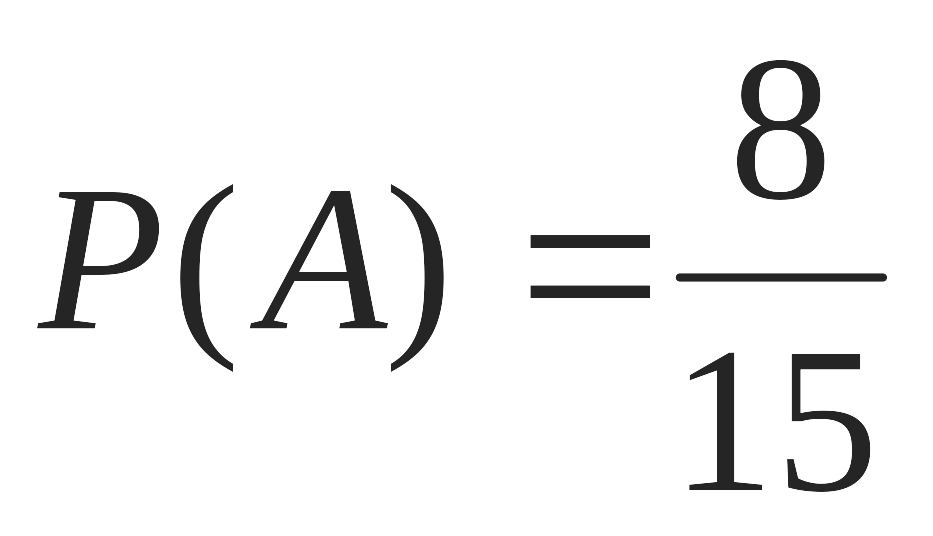 P(A) = 8/15